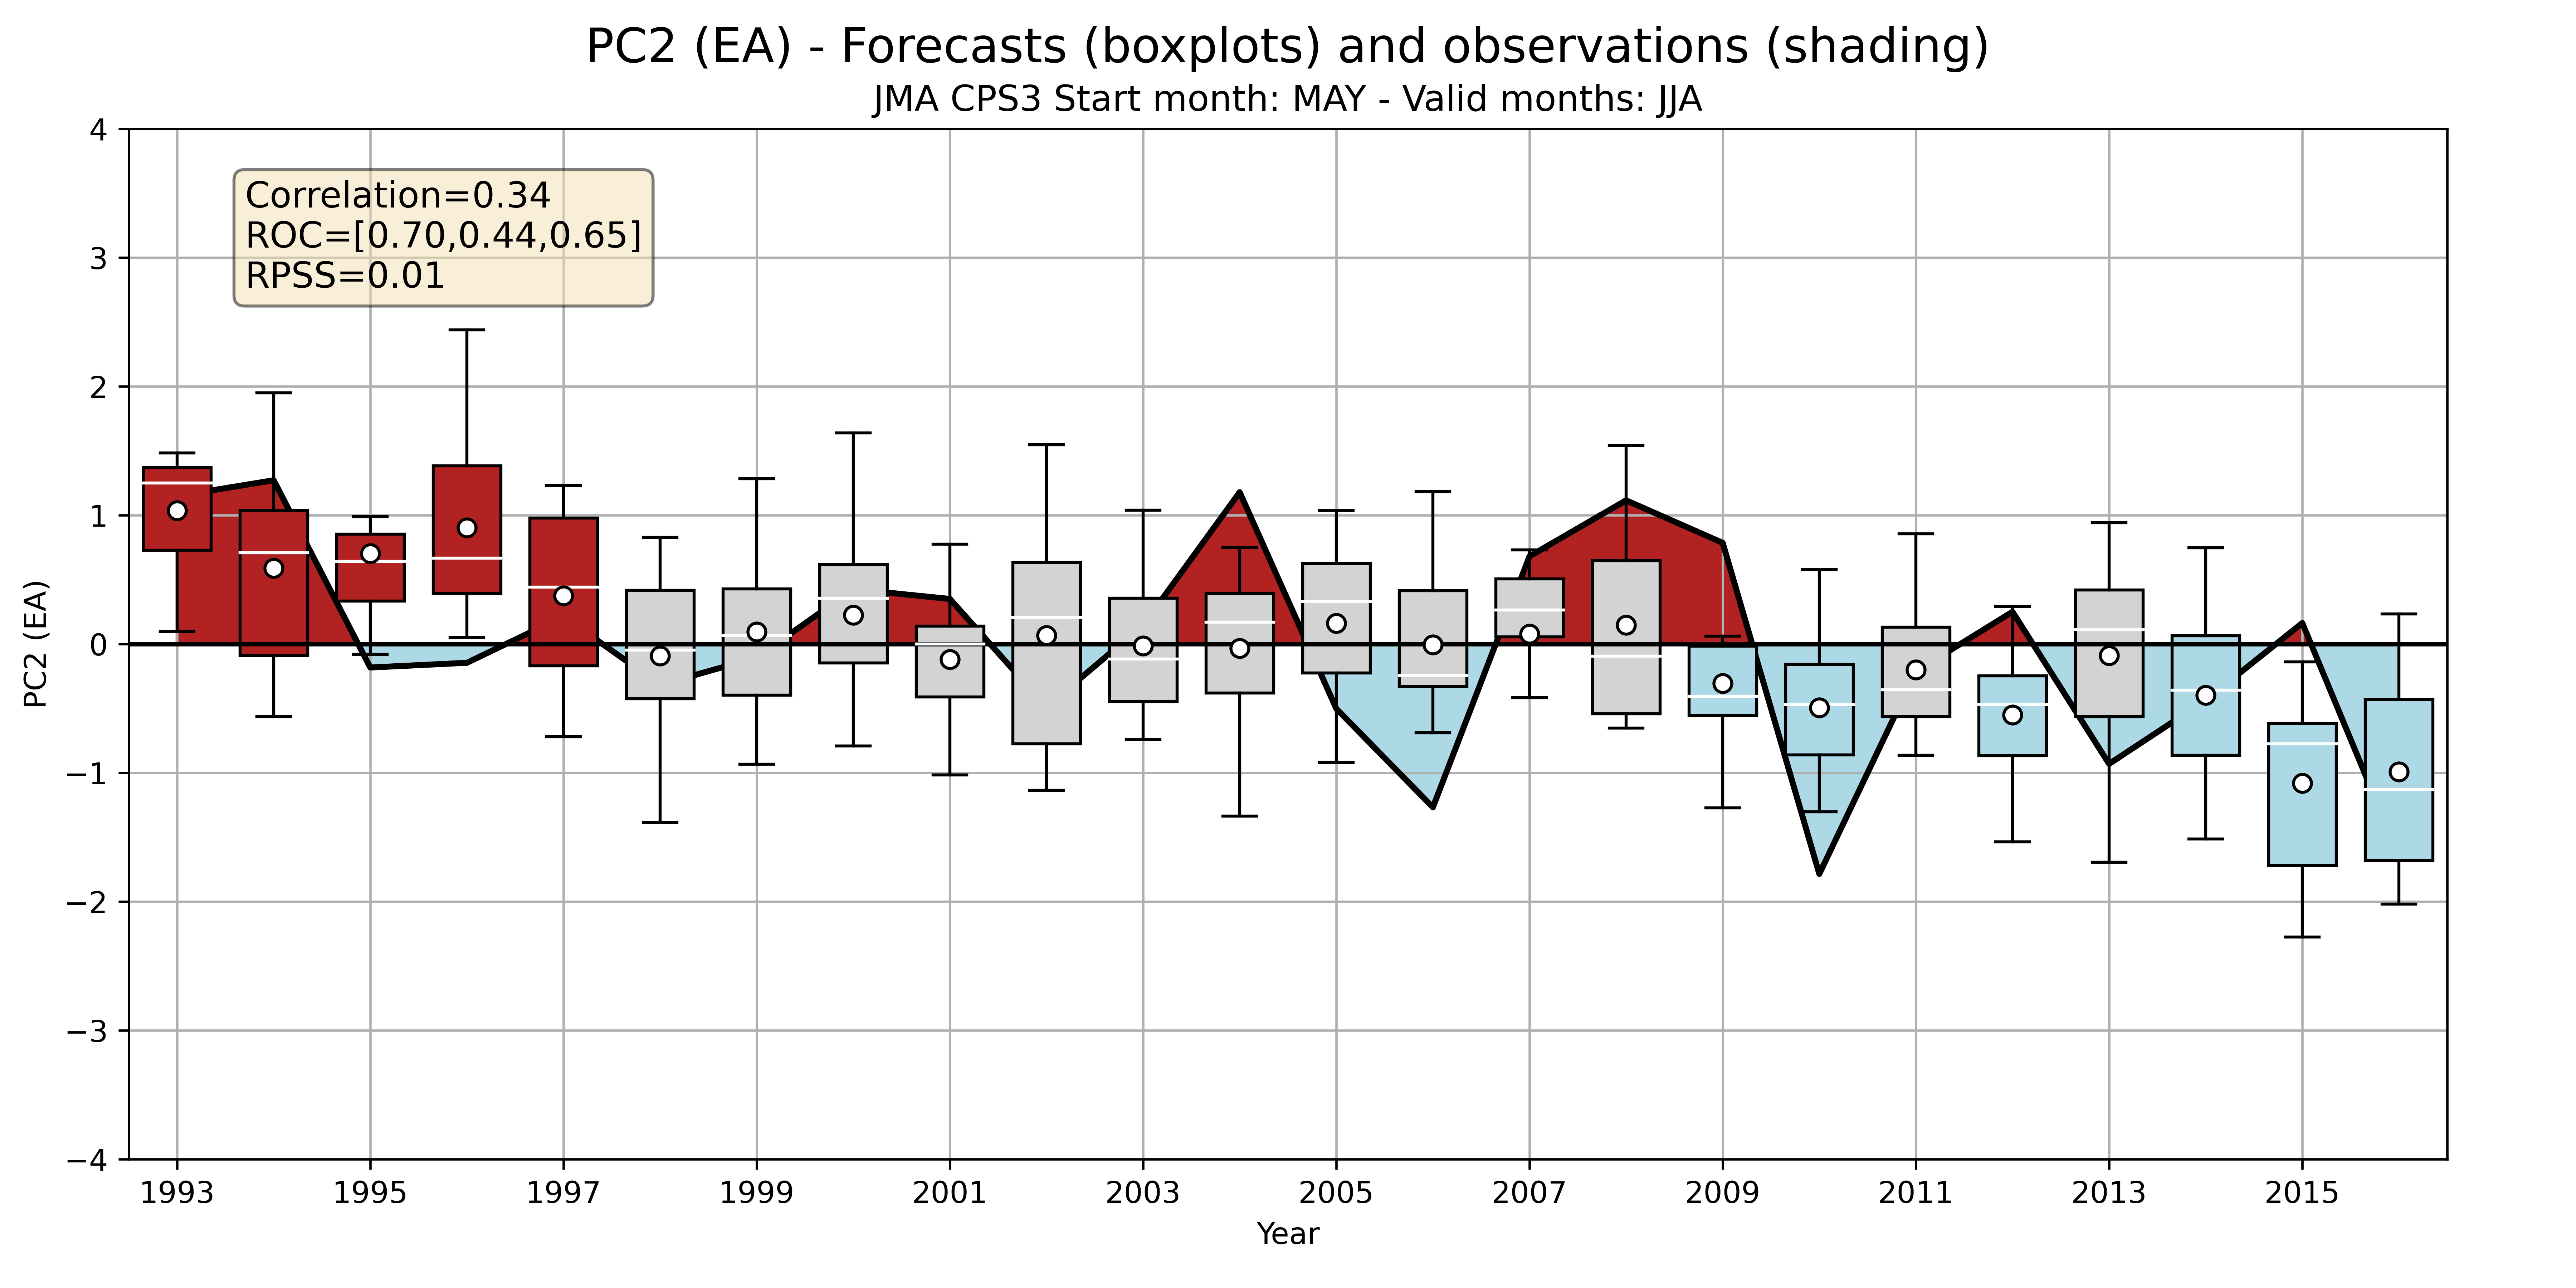 PC2 (EA) - Forecasts (boxplots) and observations (shading)
JMA CPS3 Start month: MAY - Valid months: JJA
Correlation=0.34
ROC=[0.70,0.44,0.65]
RPSS=0.01
PC2 (EA)
4
3
2
1
0
−1
−2
−3
−4
1993 1995 1997 1999 2001 2003 2005 2007 2009 2011 2013 2015
Year